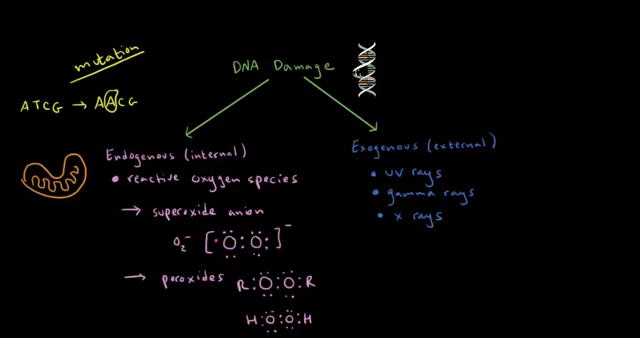 mutation
ATCG → AACG
DNA Damage
Endogenous (internal)
• reactive oxygen species
→ superoxide anion
O₂⁻ [:O:O:]⁻
→ peroxides R:O:O:R
H:O:O:H
Exogenous (external)
• UV rays
• gamma rays
• x rays